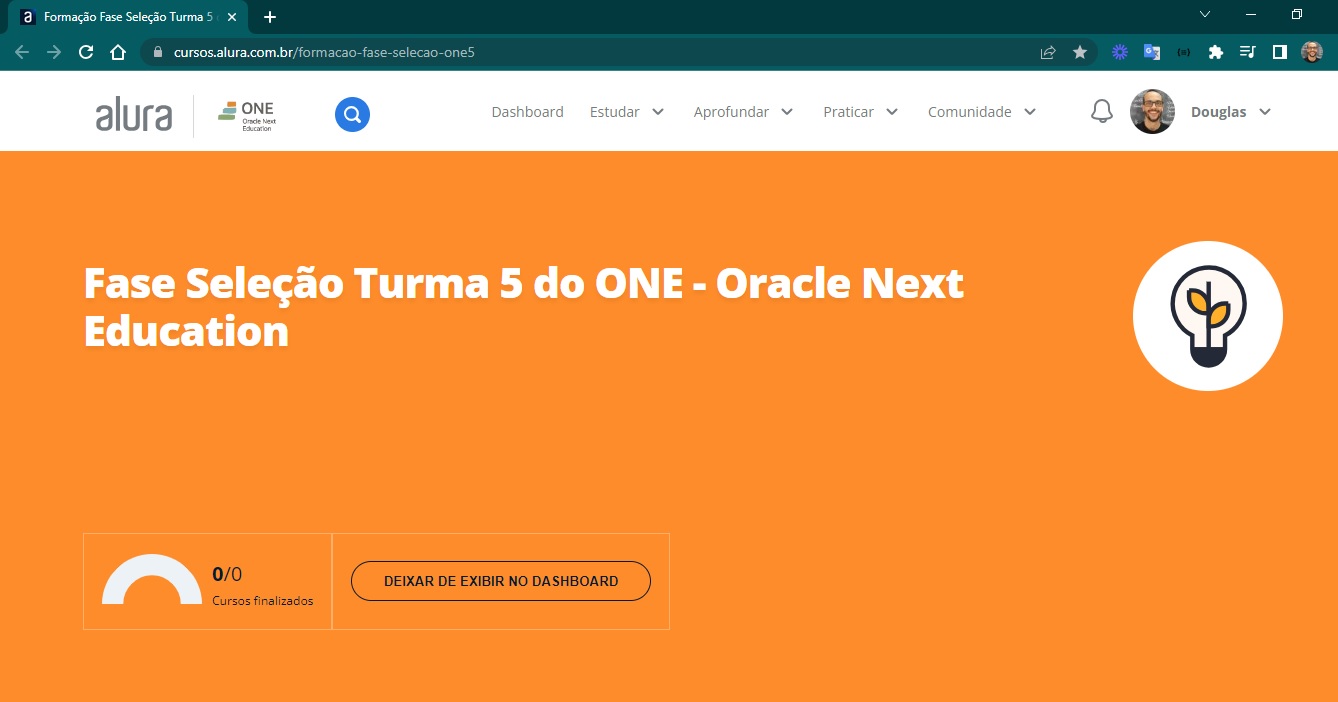 Formação Fase Seleção Turma 5
cursos.alura.com.br/formacao-fase-selecao-one5
alura
ONE
Oracle Next
Education
Dashboard
Estudar
Aprofundar
Praticar
Comunidade
Douglas
Fase Seleção Turma 5 do ONE - Oracle Next
Education
0/0
Cursos finalizados
DEIXAR DE EXIBIR NO DASHBOARD